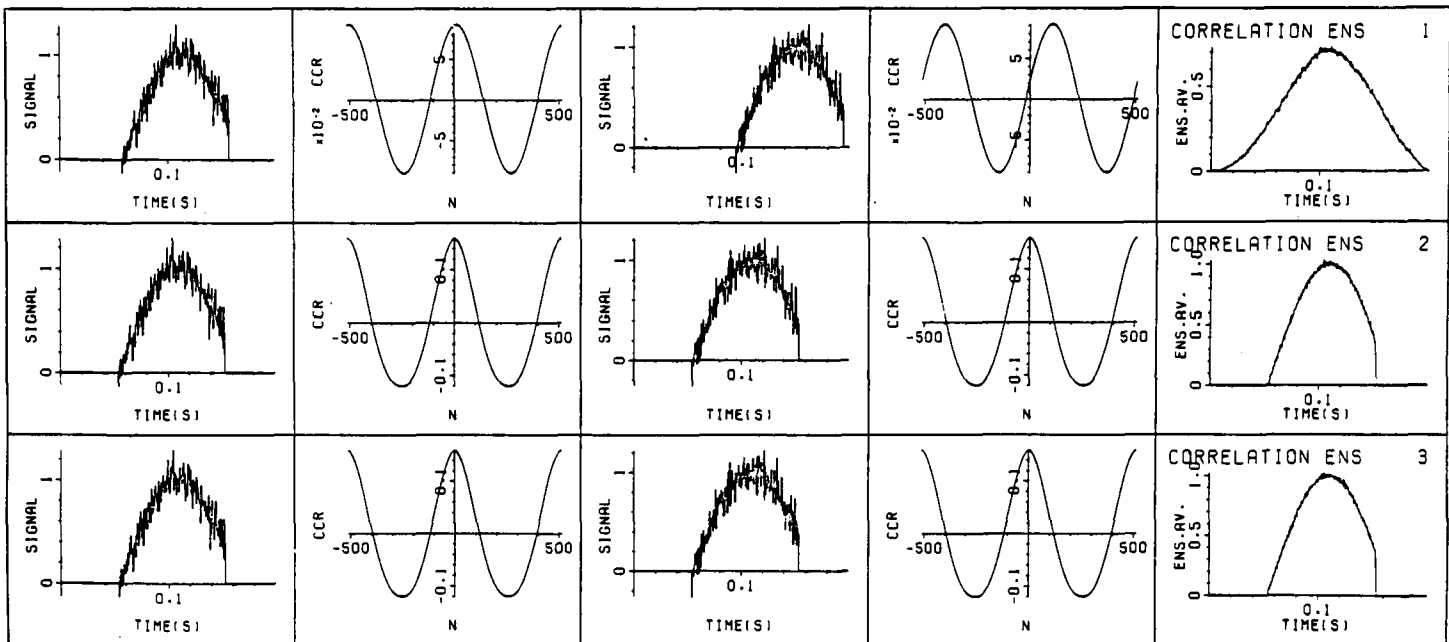 SIGNAL
1
0
0.1
TIME(S)
×10-2 CCR
5
-5
-500
500
N
SIGNAL
1
0
0.1
TIME(S)
×10-2 CCR
5
-5
-500
500
N
CORRELATION ENS 1
ENS.AV.
0.5
0
0.1
TIME(S)
SIGNAL
1
0
0.1
TIME(S)
CCR
0.1
-0.1
-500
500
N
SIGNAL
1
0
0.1
TIME(S)
CCR
0.1
-0.1
-500
500
N
CORRELATION ENS 2
ENS.AV.
1.0
0.5
0
0.1
TIME(S)
SIGNAL
1
0
0.1
TIME(S)
CCR
0.1
-0.1
-500
500
N
SIGNAL
1
0
0.1
TIME(S)
CCR
0.1
-0.1
-500
500
N
CORRELATION ENS 3
ENS.AV.
1.0
0.5
0
0.1
TIME(S)